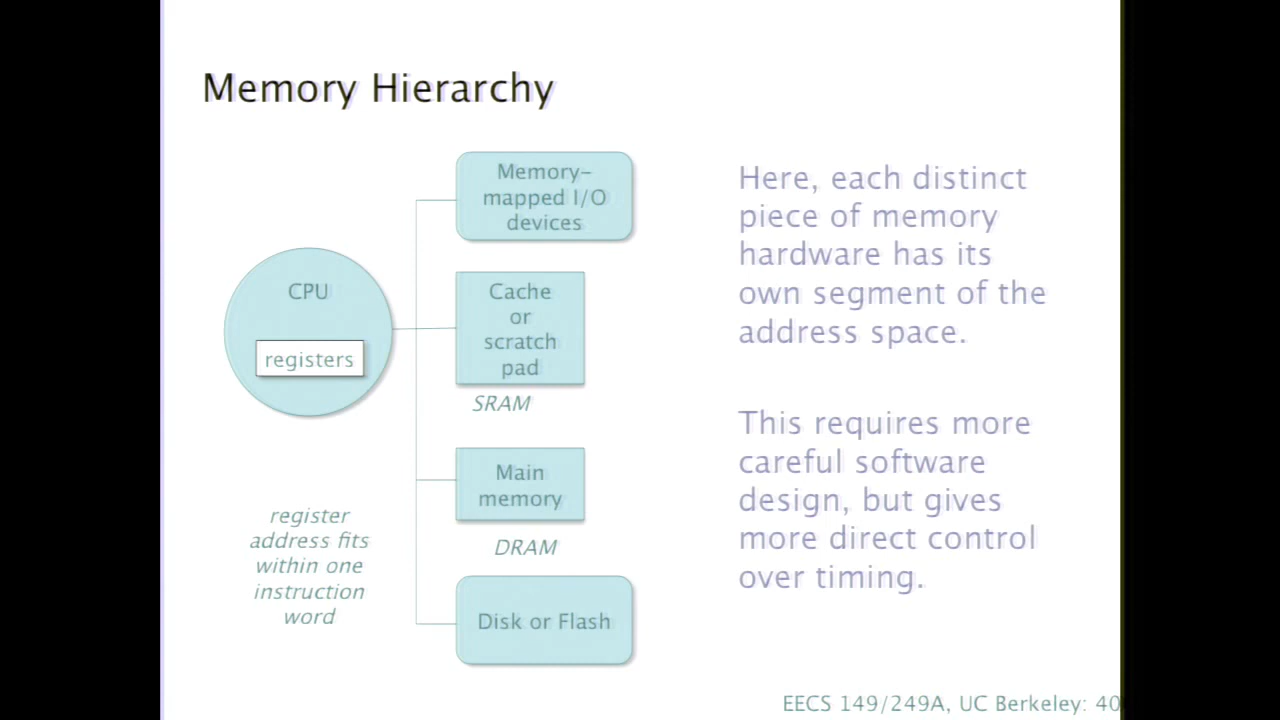 Memory Hierarchy
Memory-
mapped I/O
devices
CPU
registers
Cache
or
scratch
pad
SRAM
Main
memory
DRAM
Disk or Flash
register
address fits
within one
instruction
word
Here, each distinct
piece of memory
hardware has its
own segment of the
address space.
This requires more
careful software
design, but gives
more direct control
over timing.
EECS 149/249A, UC Berkeley: 40